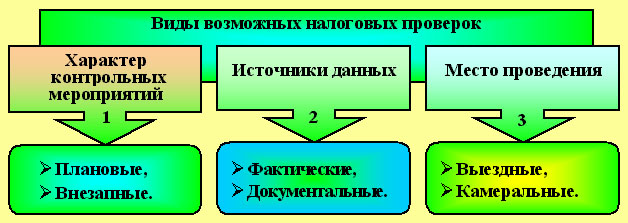 Виды возможных налоговых проверок
Характер
контрольных
мероприятий
1
Плановые,
Внезапные.
Источники данных
2
Фактические,
Документальные.
Место проведения
3
Выездные,
Камеральные.